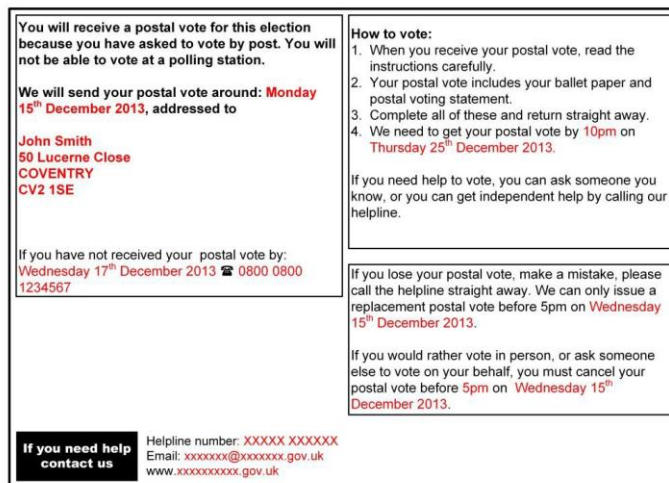 You will receive a postal vote for this election
because you have asked to vote by post. You will
not be able to vote at a polling station.
We will send your postal vote around: Monday
15th December 2013, addressed to
John Smith
50 Lucerne Close
COVENTRY
CV2 1SE
If you have not received your postal vote by:
Wednesday 17th December 2013 ☎ 0800 0800
1234567
How to vote:
1. When you receive your postal vote, read the
instructions carefully.
2. Your postal vote includes your ballet paper and
postal voting statement.
3. Complete all of these and return straight away.
4. We need to get your postal vote by 10pm on
Thursday 25th December 2013.
If you need help to vote, you can ask someone you
know, or you can get independent help by calling our
helpline.
If you lose your postal vote, make a mistake, please
call the helpline straight away. We can only issue a
replacement postal vote before 5pm on Wednesday
15th December 2013.
If you would rather vote in person, or ask someone
else to vote on your behalf, you must cancel your
postal vote before 5pm on Wednesday 15th
December 2013.
If you need help
contact us
Helpline number: XXXXX XXXXXX
Email: xxxxxxx@xxxxxxx.gov.uk
www.xxxxxxxxxx.gov.uk